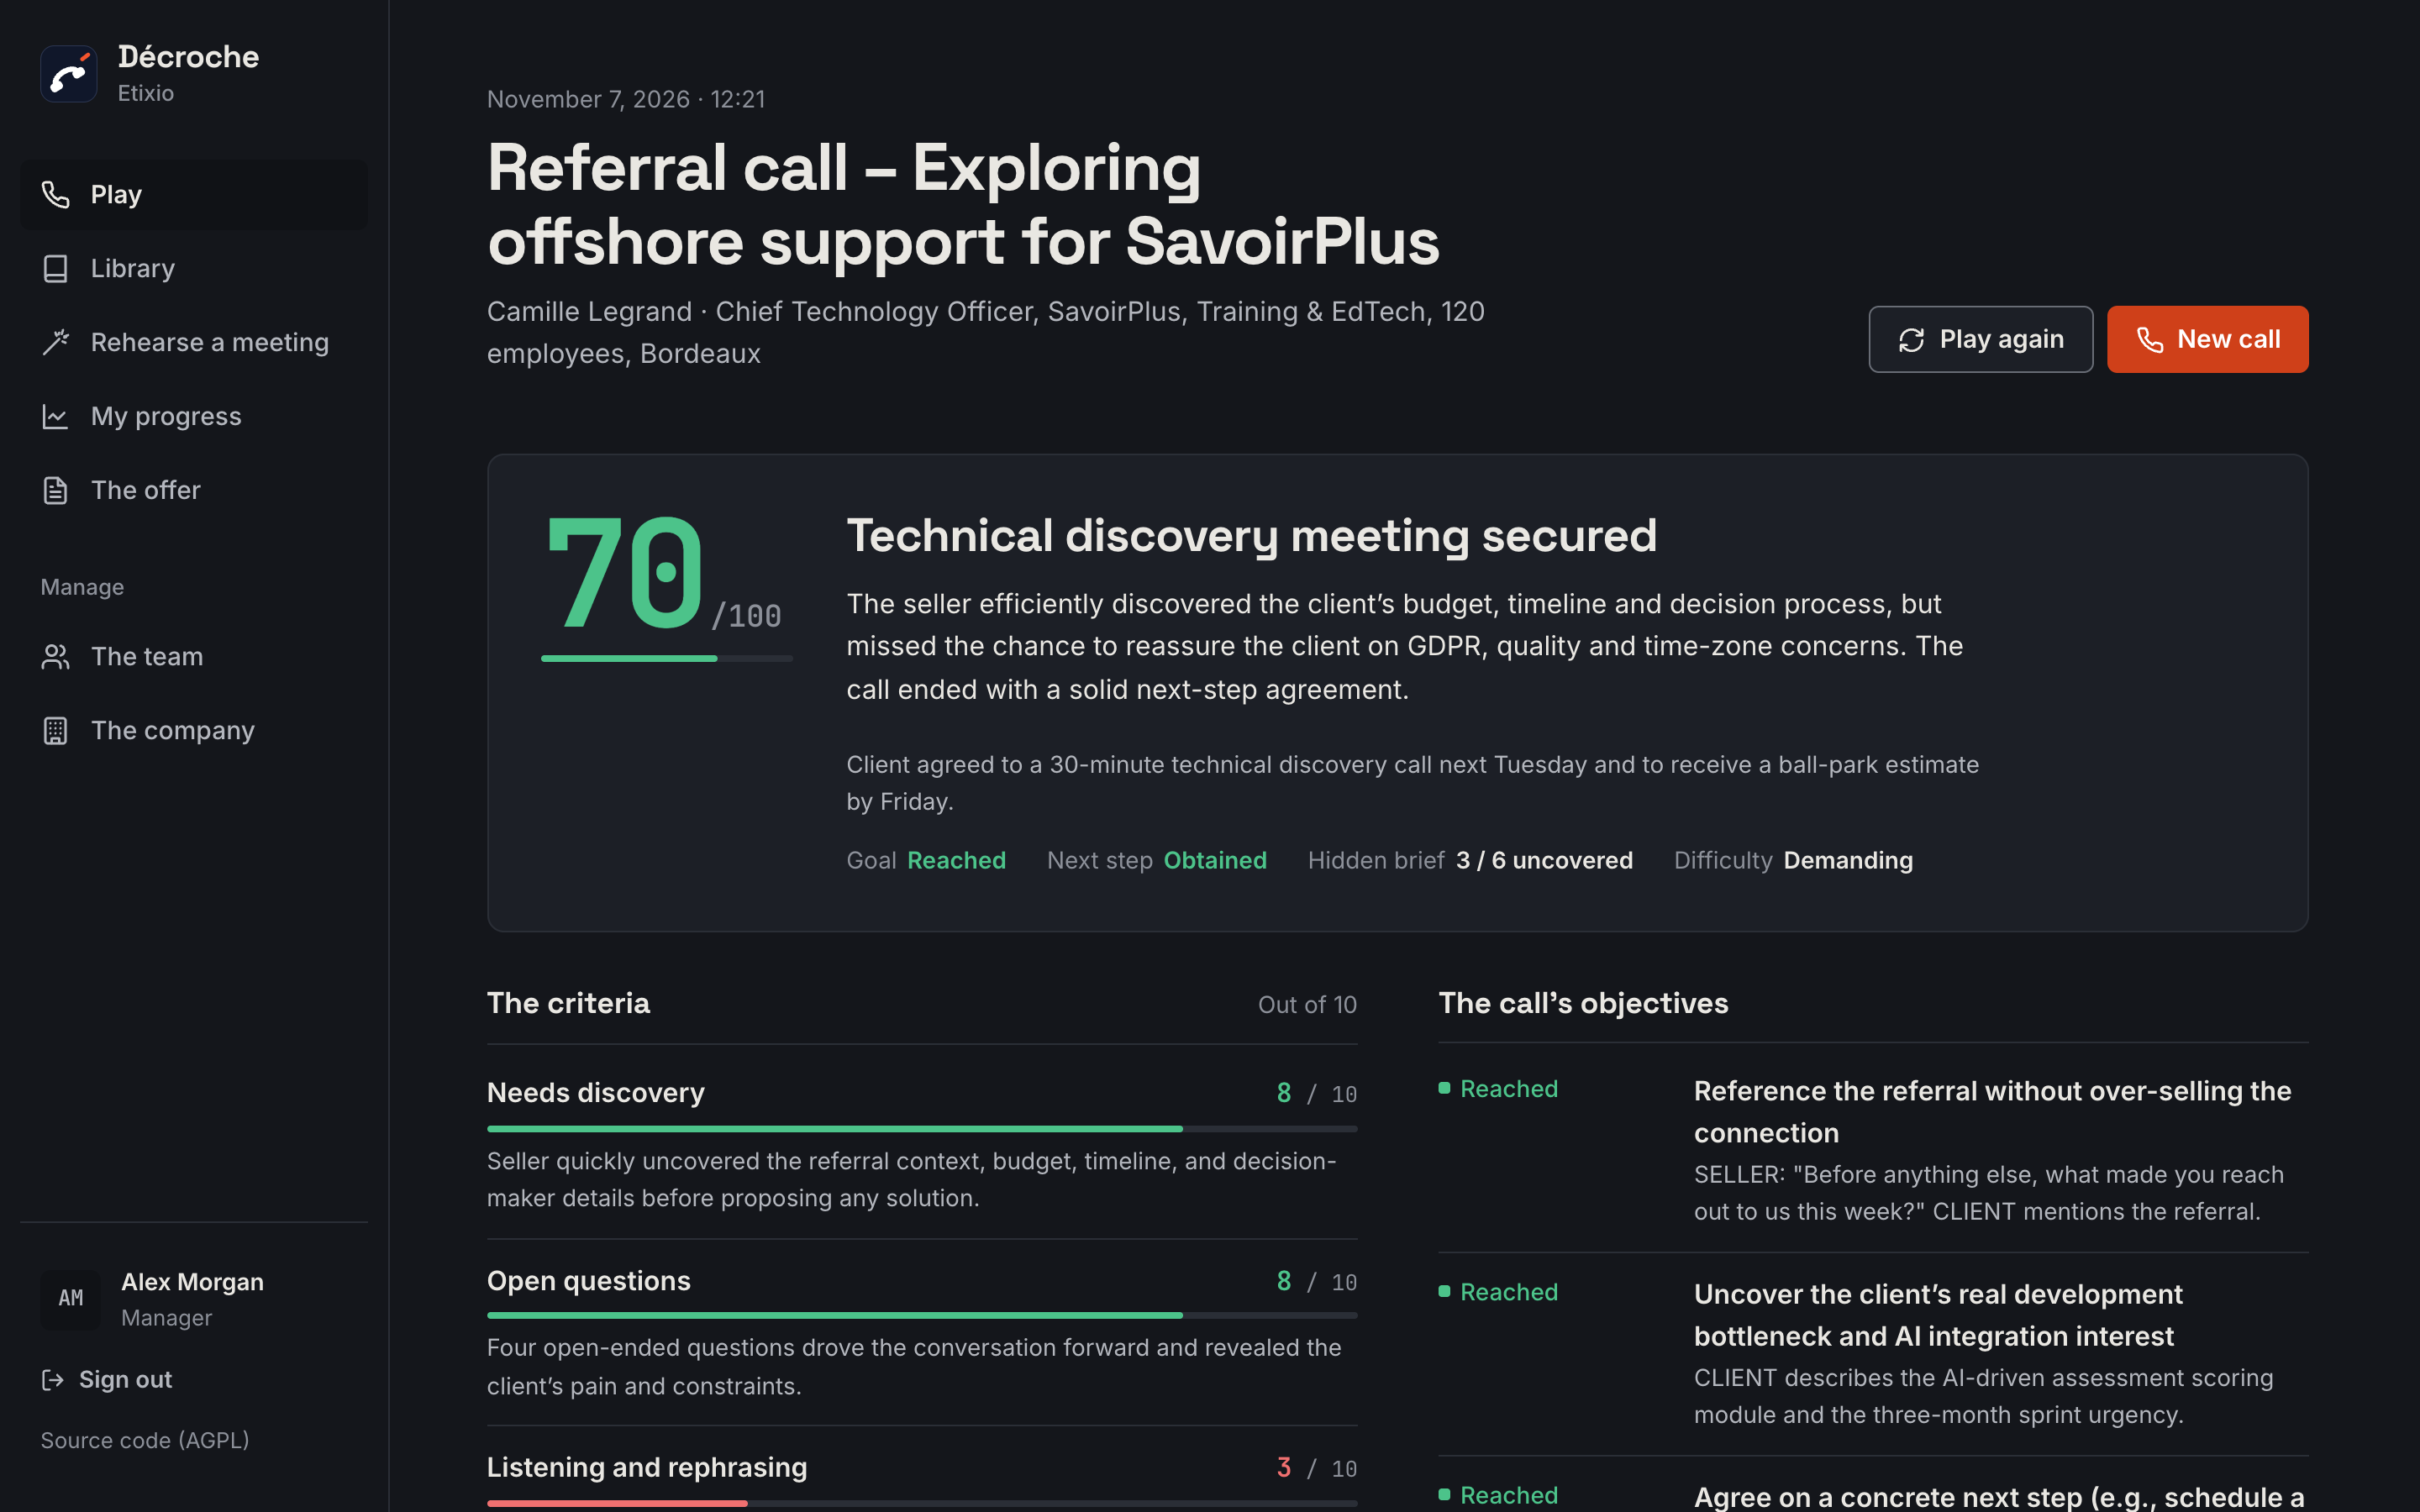 Décroche
Etixio
Play
Library
Rehearse a meeting
My progress
The offer
Manage
The team
The company
AM
Alex Morgan
Manager
Sign out
Source code (AGPL)
November 7, 2026 · 12:21
Referral call – Exploring
offshore support for SavoirPlus
Camille Legrand · Chief Technology Officer, SavoirPlus, Training & EdTech, 120
employees, Bordeaux
Play again
New call
70/100
Technical discovery meeting secured
The seller efficiently discovered the client’s budget, timeline and decision process, but
missed the chance to reassure the client on GDPR, quality and time-zone concerns. The
call ended with a solid next-step agreement.
Client agreed to a 30-minute technical discovery call next Tuesday and to receive a ball-park estimate
by Friday.
Goal Reached Next step Obtained Hidden brief 3 / 6 uncovered Difficulty Demanding
The criteria Out of 10
Needs discovery 8 / 10
Seller quickly uncovered the referral context, budget, timeline, and decision-
maker details before proposing any solution.
Open questions 8 / 10
Four open-ended questions drove the conversation forward and revealed the
client’s pain and constraints.
Listening and rephrasing 3 / 10
The call’s objectives
Reached
Reference the referral without over-selling the
connection
SELLER: "Before anything else, what made you reach
out to us this week?" CLIENT mentions the referral.
Reached
Uncover the client’s real development
bottleneck and AI integration interest
CLIENT describes the AI-driven assessment scoring
module and the three-month sprint urgency.
Reached
Agree on a concrete next step (e.g., schedule a